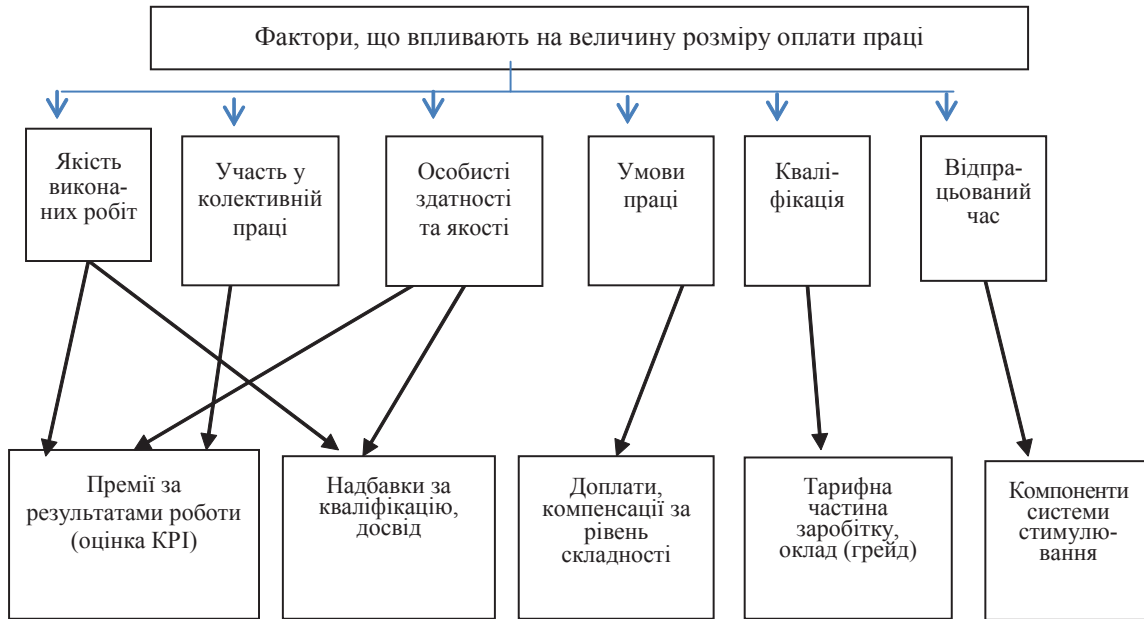 Фактори, що впливають на величину розміру оплати праці
Якість
викона-
них робіт
Участь у
колективній
праці
Особисті
здатності
та якості
Умови
праці
Квалі-
фікація
Відпра-
цьований
час
Премії за
результатами роботи
(оцінка КРІ)
Надбавки за
кваліфікацію,
досвід
Доплати,
компенсації за
рівень
складності
Тарифна
частина
заробітку,
оклад (грейд)
Компоненти
системи
стимулю-
вання